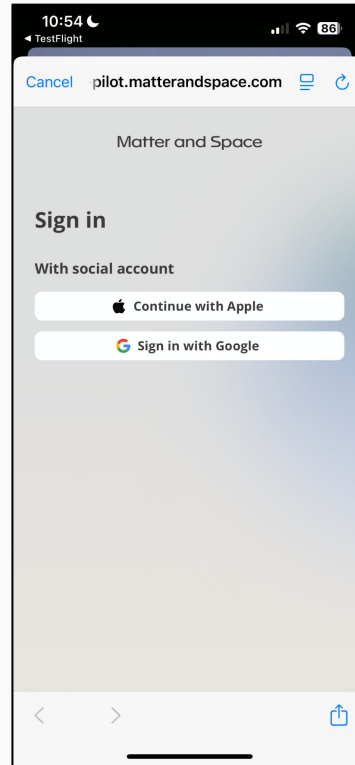 10:54
86
◀ TestFlight
Cancel pilot.matterandspace.com
Matter and Space
Sign in
With social account
Continue with Apple
Sign in with Google